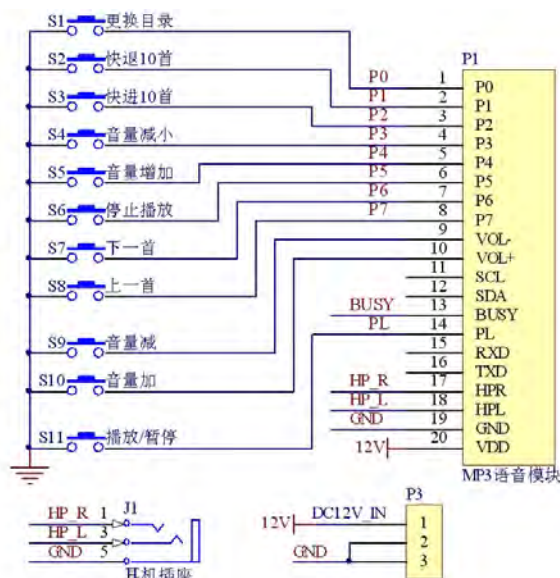 S1 更换目录
S2 快退10首
S3 快进10首
S4 音量减小
S5 音量增加
S6 停止播放
S7 下一首
S8 上一首
S9 音量减
S10 音量加
S11 播放/暂停
P1
P0 1 P0
P1 2 P1
P2 3 P2
P3 4 P3
P4 5 P4
P5 6 P5
P6 7 P6
P7 8 P7
9 VOL-
10 VOL+
11 SCL
12 SDA
BUSY 13 BUSY
PL 14 PL
15 RXD
16 TXD
HP_R 17 HPR
HP_L 18 HPL
GND 19 GND
12V 20 VDD
MP3语音模块
J1
HP_R 1
HP_L 3
GND 5
耳机插座
P3
12V DC12V_IN 1
2
GND 3